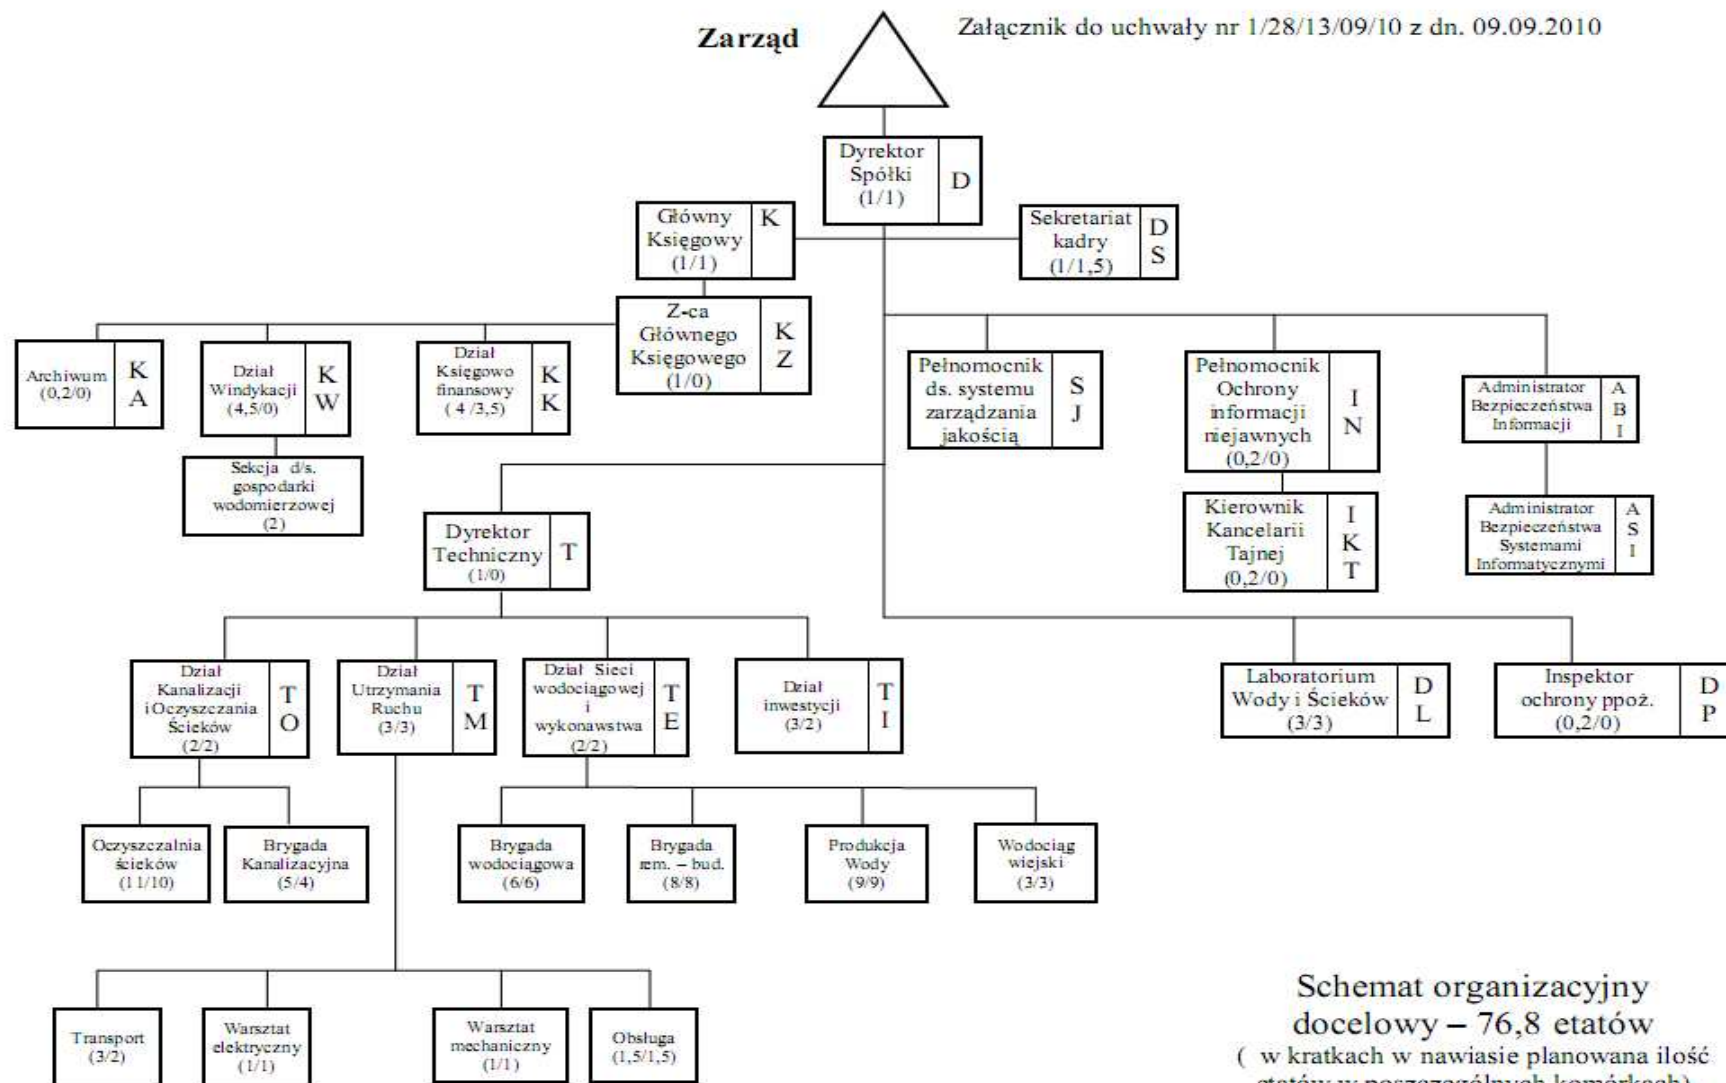 Zarząd
Załącznik do uchwały nr 1/28/13/09/10 z dn. 09.09.2010
Dyrektor
Spółki
(1/1)
D
Główny
Księgowy
(1/1)
K
Sekretariat
kadry
(1/1,5)
D
S
Z-ca
Głównego
Księgowego
(1/0)
K
Z
Archiwum
(0,2/0)
K
A
Dział
Windykacji
(4,5/0)
K
W
Dział
Księgowo
finansowy
( 4 /3,5)
K
K
Sekcja d/s.
gospodarki
wodomierzowej
(2)
Pełnomocnik
ds. systemu
zarządzania
jakością
S
J
Pełnomocnik
Ochrony
informacji
niejawnych
(0,2/0)
I
N
Administrator
Bezpieczeństwa
Informacji
A
B
I
Kierownik
Kancelarii
Tajnej
(0,2/0)
I
K
T
Administrator
Bezpieczeństwa
Systemami
Informatycznymi
A
S
I
Dyrektor
Techniczny
(1/0)
T
Dział
Kanalizacji
i Oczyszczania
Ścieków
(2/2)
T
O
Dział
Utrzymania
Ruchu
(3/3)
T
M
Dział Sieci
wodociągowej
i
wykonawstwa
(2/2)
T
E
Dział
inwestycji
(3/2)
T
I
Laboratorium
Wody i Ścieków
(3/3)
D
L
Inspektor
ochrony ppoż.
(0,2/0)
D
P
Oczyszczalnia
ścieków
(11/10)
Brygada
Kanalizacyjna
(5/4)
Brygada
wodociągowa
(6/6)
Brygada
rem. – bud.
(8/8)
Produkcja
Wody
(9/9)
Wodociąg
wiejski
(3/3)
Transport
(3/2)
Warsztat
elektryczny
(1/1)
Warsztat
mechaniczny
(1/1)
Obsługa
(1,5/1,5)
Schemat organizacyjny
docelowy – 76,8 etatów
( w kratkach w nawiasie planowana ilość
etatów w poszczególnych komórkach)